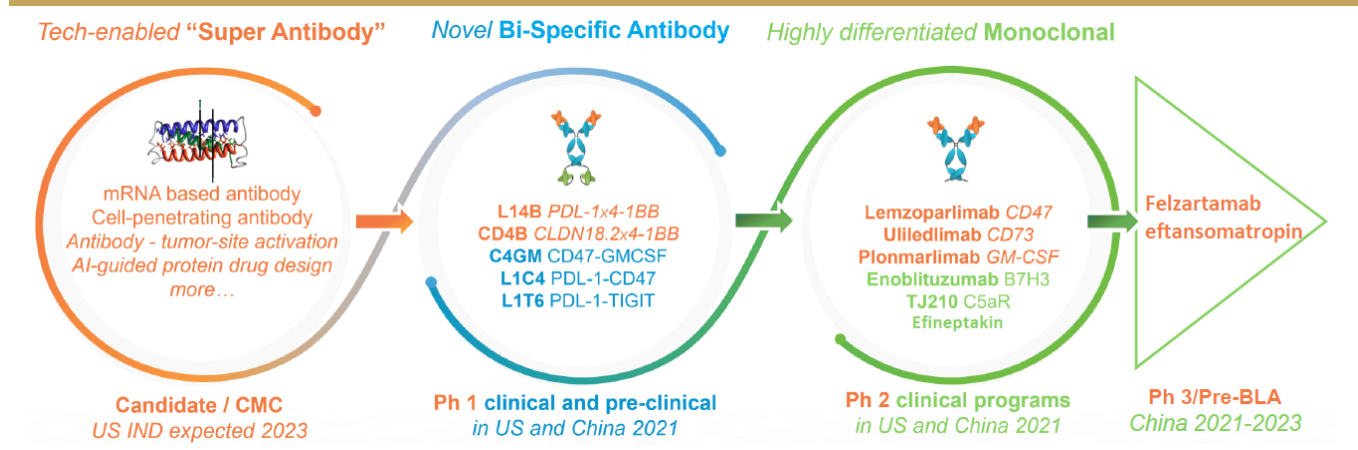 Tech-enabled “Super Antibody”
mRNA based antibody
Cell-penetrating antibody
Antibody - tumor-site activation
AI-guided protein drug design
more…
Candidate / CMC
US IND expected 2023
Novel Bi-Specific Antibody
L14B PDL-1x4-1BB
CD4B CLDN18.2x4-1BB
C4GM CD47-GMCSF
L1C4 PDL-1-CD47
L1T6 PDL-1-TIGIT
Ph 1 clinical and pre-clinical
in US and China 2021
Highly differentiated Monoclonal
Lemzoparlimab CD47
Uliledlimab CD73
Plonmarlimab GM-CSF
Enoblituzumab B7H3
TJ210 C5aR
Efineptakin
Ph 2 clinical programs
in US and China 2021
Felzartamab
eftansomatropin
Ph 3/Pre-BLA
China 2021-2023